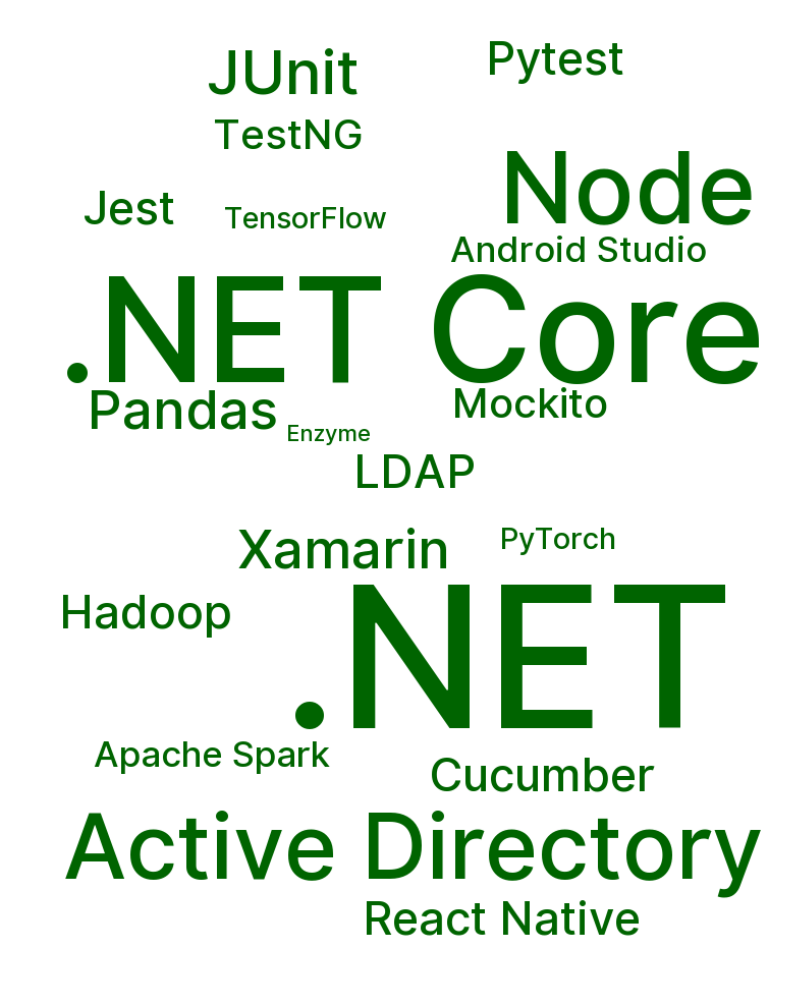 JUnit
Pytest
TestNG
Node
Jest
TensorFlow
Android Studio
.NET Core
Pandas
Mockito
Enzyme
LDAP
Xamarin
PyTorch
Hadoop
.NET
Apache Spark
Cucumber
Active Directory
React Native